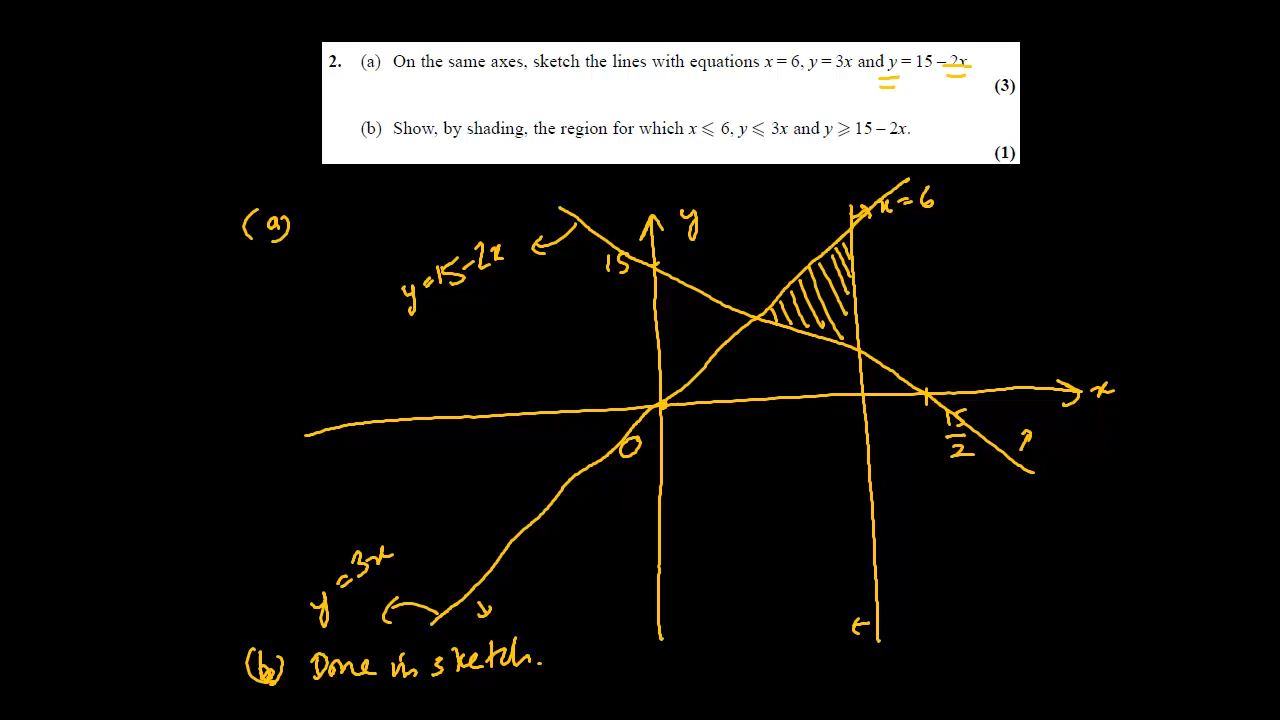 2. (a) On the same axes, sketch the lines with equations x = 6, y = 3x and y = 15 – 2x.
(3)
(b) Show, by shading, the region for which x ⩽ 6, y ⩽ 3x and y ⩾ 15 – 2x.
(1)
(a)
y
x = 6
y = 15 - 2x
15
x
15
2
O
y = 3x
(b) Done in sketch.